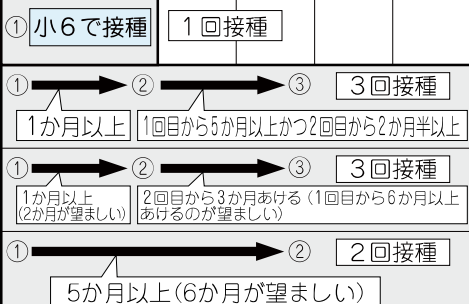 ① 小6で接種 1回接種
① ② ③ 3回接種
1か月以上 1回目から5か月以上かつ2回目から2か月半以上
① ② ③ 3回接種
1か月以上 2回目から3か月あける(1回目から6か月以上
(2か月が望ましい) あけるのが望ましい)
① ② 2回接種
5か月以上(6か月が望ましい)